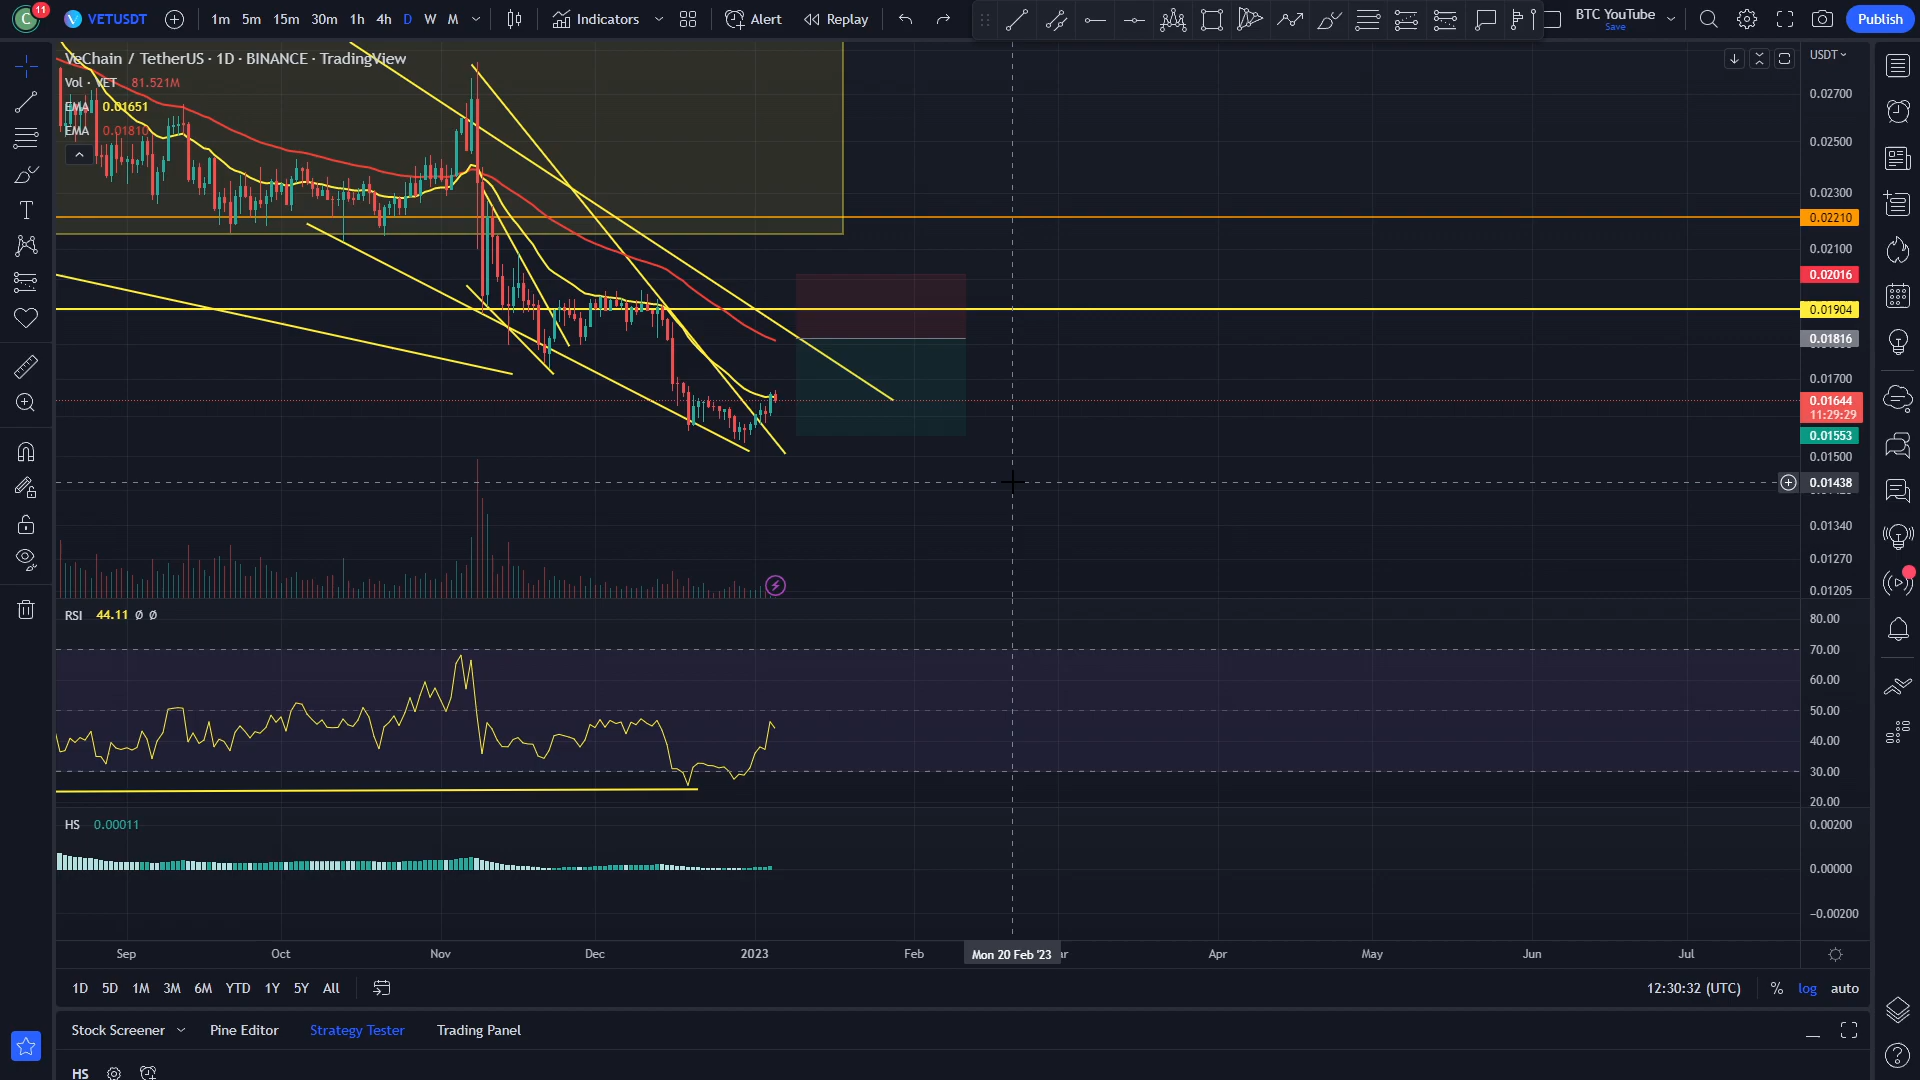 C 11 VETUSDT 1m 5m 15m 30m 1h 4h D W M Indicators Alert Replay BTC YouTube Save Publish
VeChain / TetherUS · 1D · BINANCE · TradingView
Vol · VET 81.521M
EMA 0.01651
EMA 0.01810
USDT
0.02700
0.02500
0.02300
0.02210
0.02100
0.02016
0.01904
0.01816
0.01700
0.01644
11:29:29
0.01553
0.01500
0.01438
0.01340
0.01270
0.01205
RSI 44.11 Ø Ø
80.00
70.00
60.00
50.00
40.00
30.00
20.00
HS 0.00011
0.00200
0.00000
−0.00200
Sep Oct Nov Dec 2023 Feb Mon 20 Feb '23 Apr May Jun Jul
1D 5D 1M 3M 6M YTD 1Y 5Y All 12:30:32 (UTC) % log auto
Stock Screener Pine Editor Strategy Tester Trading Panel
HS